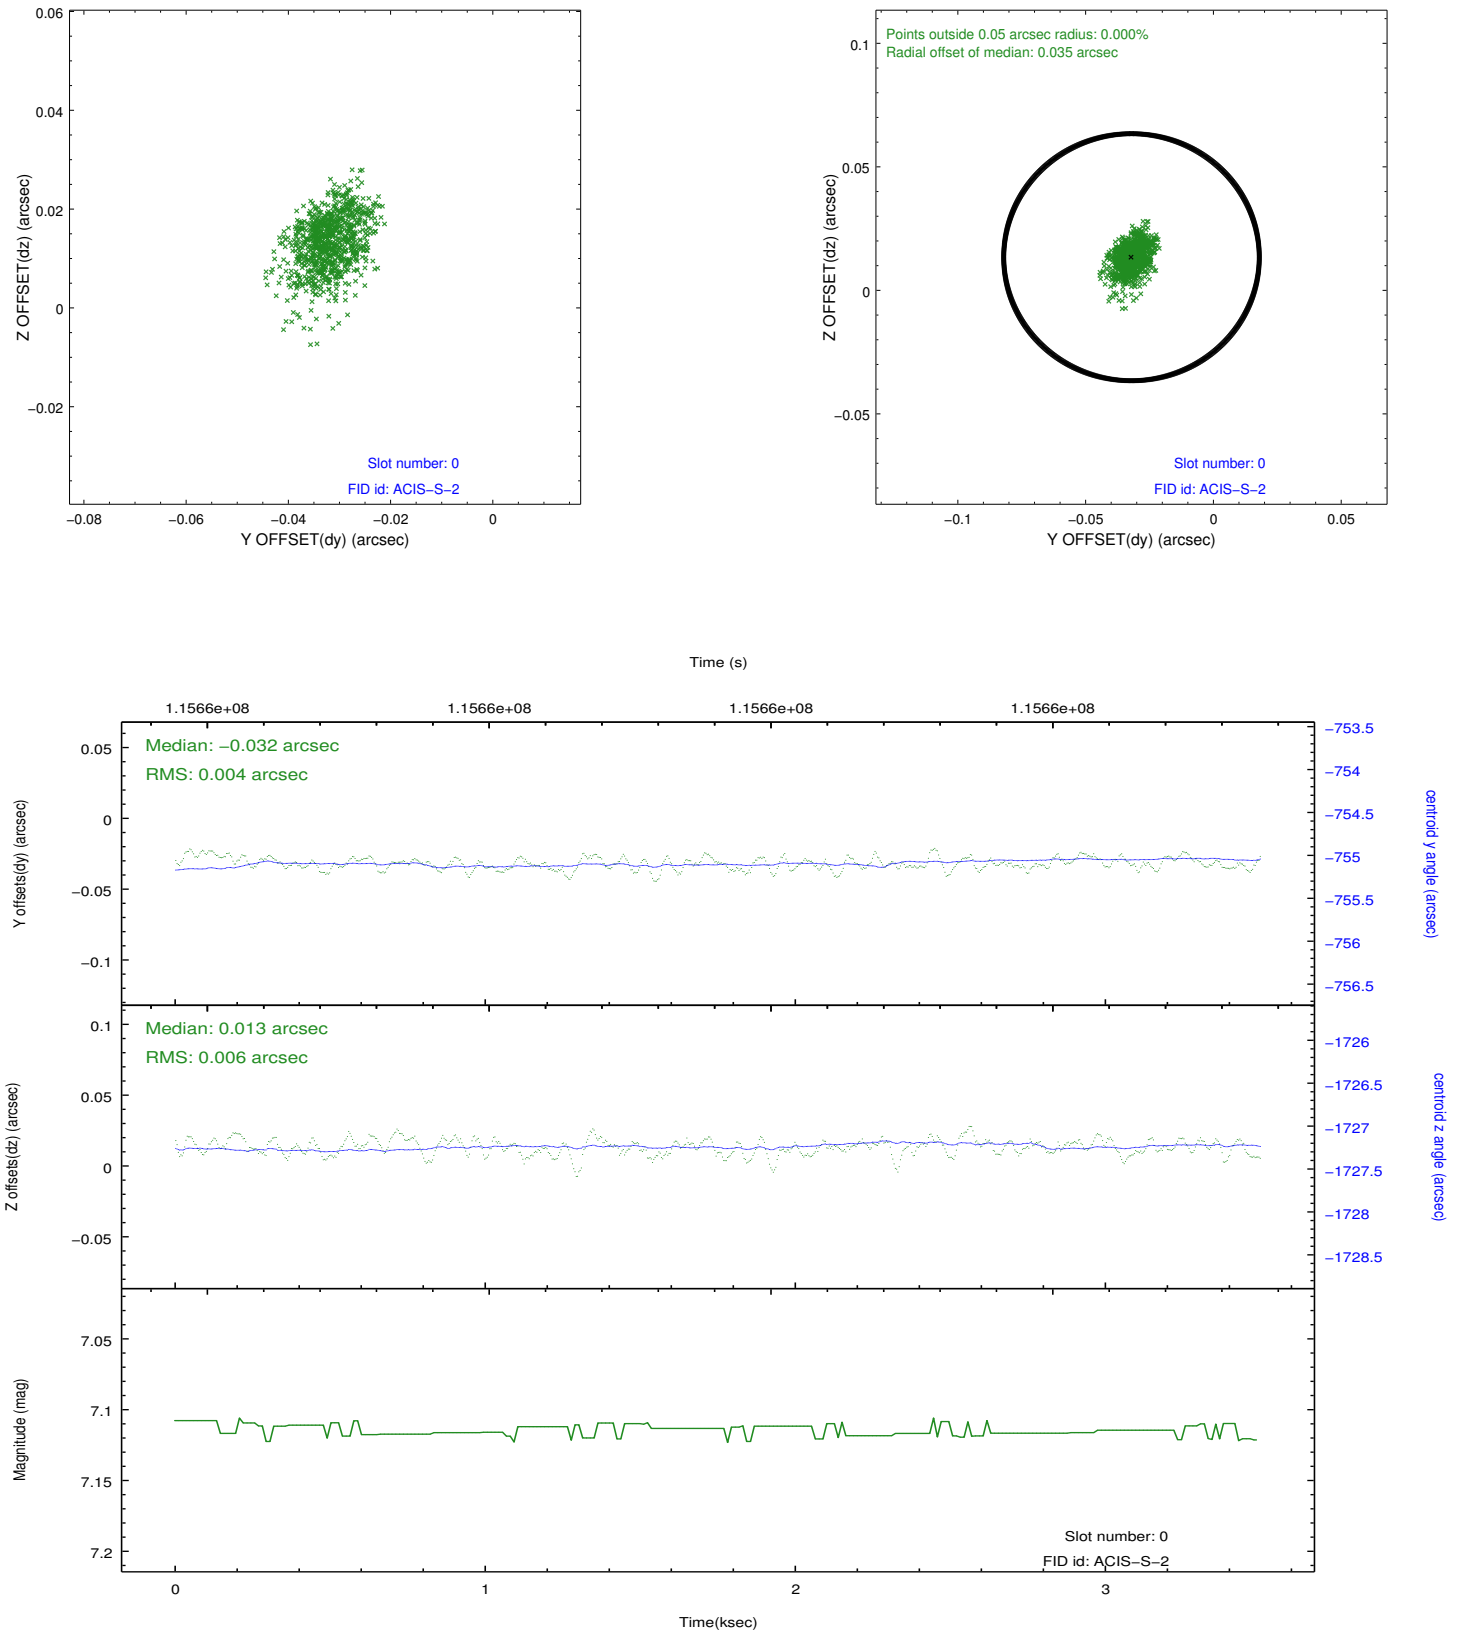 0.06
0.04
0.02
0
−0.02
Z OFFSET(dz) (arcsec)
Slot number: 0
FID id: ACIS−S−2
−0.08 −0.06 −0.04 −0.02 0
Y OFFSET(dy) (arcsec)
Points outside 0.05 arcsec radius: 0.000%
Radial offset of median: 0.035 arcsec
0.1
0.05
0
−0.05
Z OFFSET(dz) (arcsec)
Slot number: 0
FID id: ACIS−S−2
−0.1 −0.05 0 0.05
Y OFFSET(dy) (arcsec)
Time (s)
1.1566e+08 1.1566e+08 1.1566e+08 1.1566e+08
Median: −0.032 arcsec
RMS: 0.004 arcsec
0.05
0
−0.05
−0.1
Y offsets(dy) (arcsec)
−753.5
−754
−754.5
−755
−755.5
−756
−756.5
centroid y angle (arcsec)
Median: 0.013 arcsec
RMS: 0.006 arcsec
0.1
0.05
0
−0.05
Z offsets(dz) (arcsec)
−1726
−1726.5
−1727
−1727.5
−1728
−1728.5
centroid z angle (arcsec)
7.05
7.1
7.15
7.2
Magnitude (mag)
Slot number: 0
FID id: ACIS−S−2
0 1 2 3
Time(ksec)